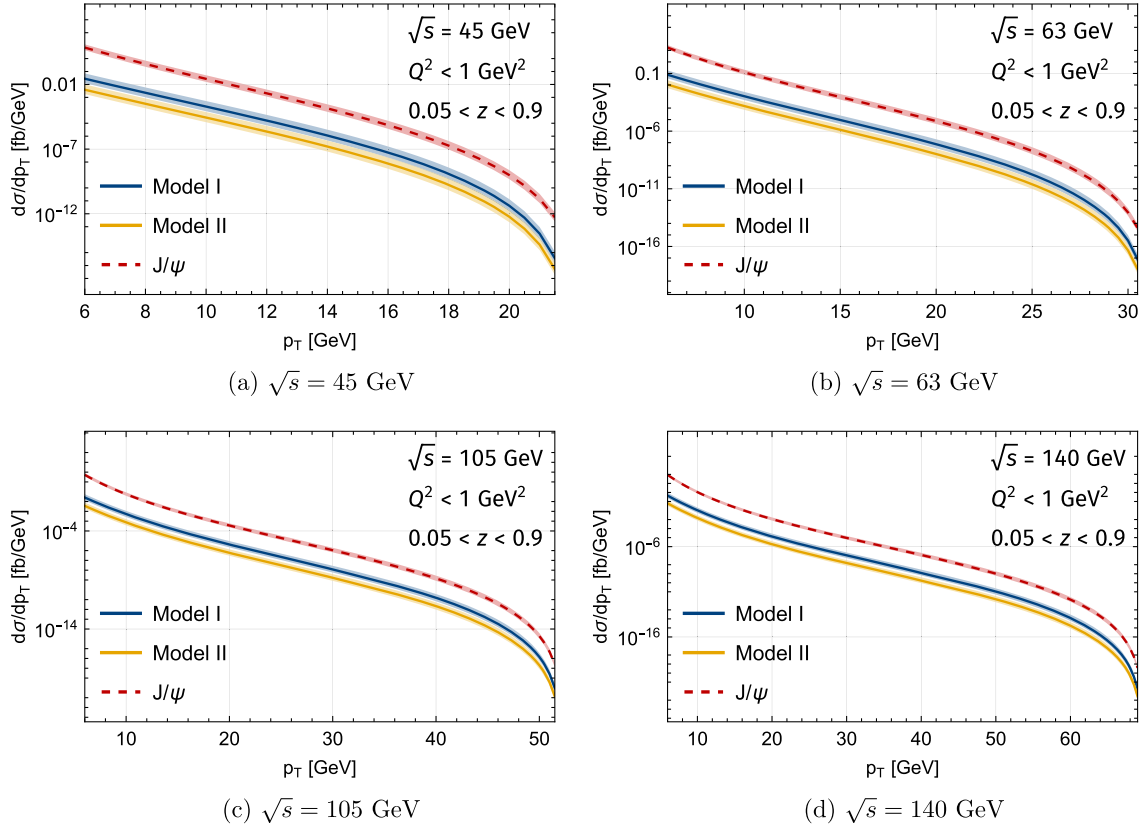 √s = 45 GeV
Q² < 1 GeV²
0.05 < z < 0.9
dσ/dp_T [fb/GeV]
0.01
10⁻⁷
10⁻¹²
Model I
Model II
J/ψ
6 8 10 12 14 16 18 20
p_T [GeV]
(a) √s = 45 GeV
√s = 63 GeV
Q² < 1 GeV²
0.05 < z < 0.9
dσ/dp_T [fb/GeV]
0.1
10⁻⁶
10⁻¹¹
10⁻¹⁶
Model I
Model II
J/ψ
10 15 20 25 30
p_T [GeV]
(b) √s = 63 GeV
√s = 105 GeV
Q² < 1 GeV²
0.05 < z < 0.9
dσ/dp_T [fb/GeV]
10⁻⁴
10⁻¹⁴
Model I
Model II
J/ψ
10 20 30 40 50
p_T [GeV]
(c) √s = 105 GeV
√s = 140 GeV
Q² < 1 GeV²
0.05 < z < 0.9
dσ/dp_T [fb/GeV]
10⁻⁶
10⁻¹⁶
Model I
Model II
J/ψ
10 20 30 40 50 60
p_T [GeV]
(d) √s = 140 GeV